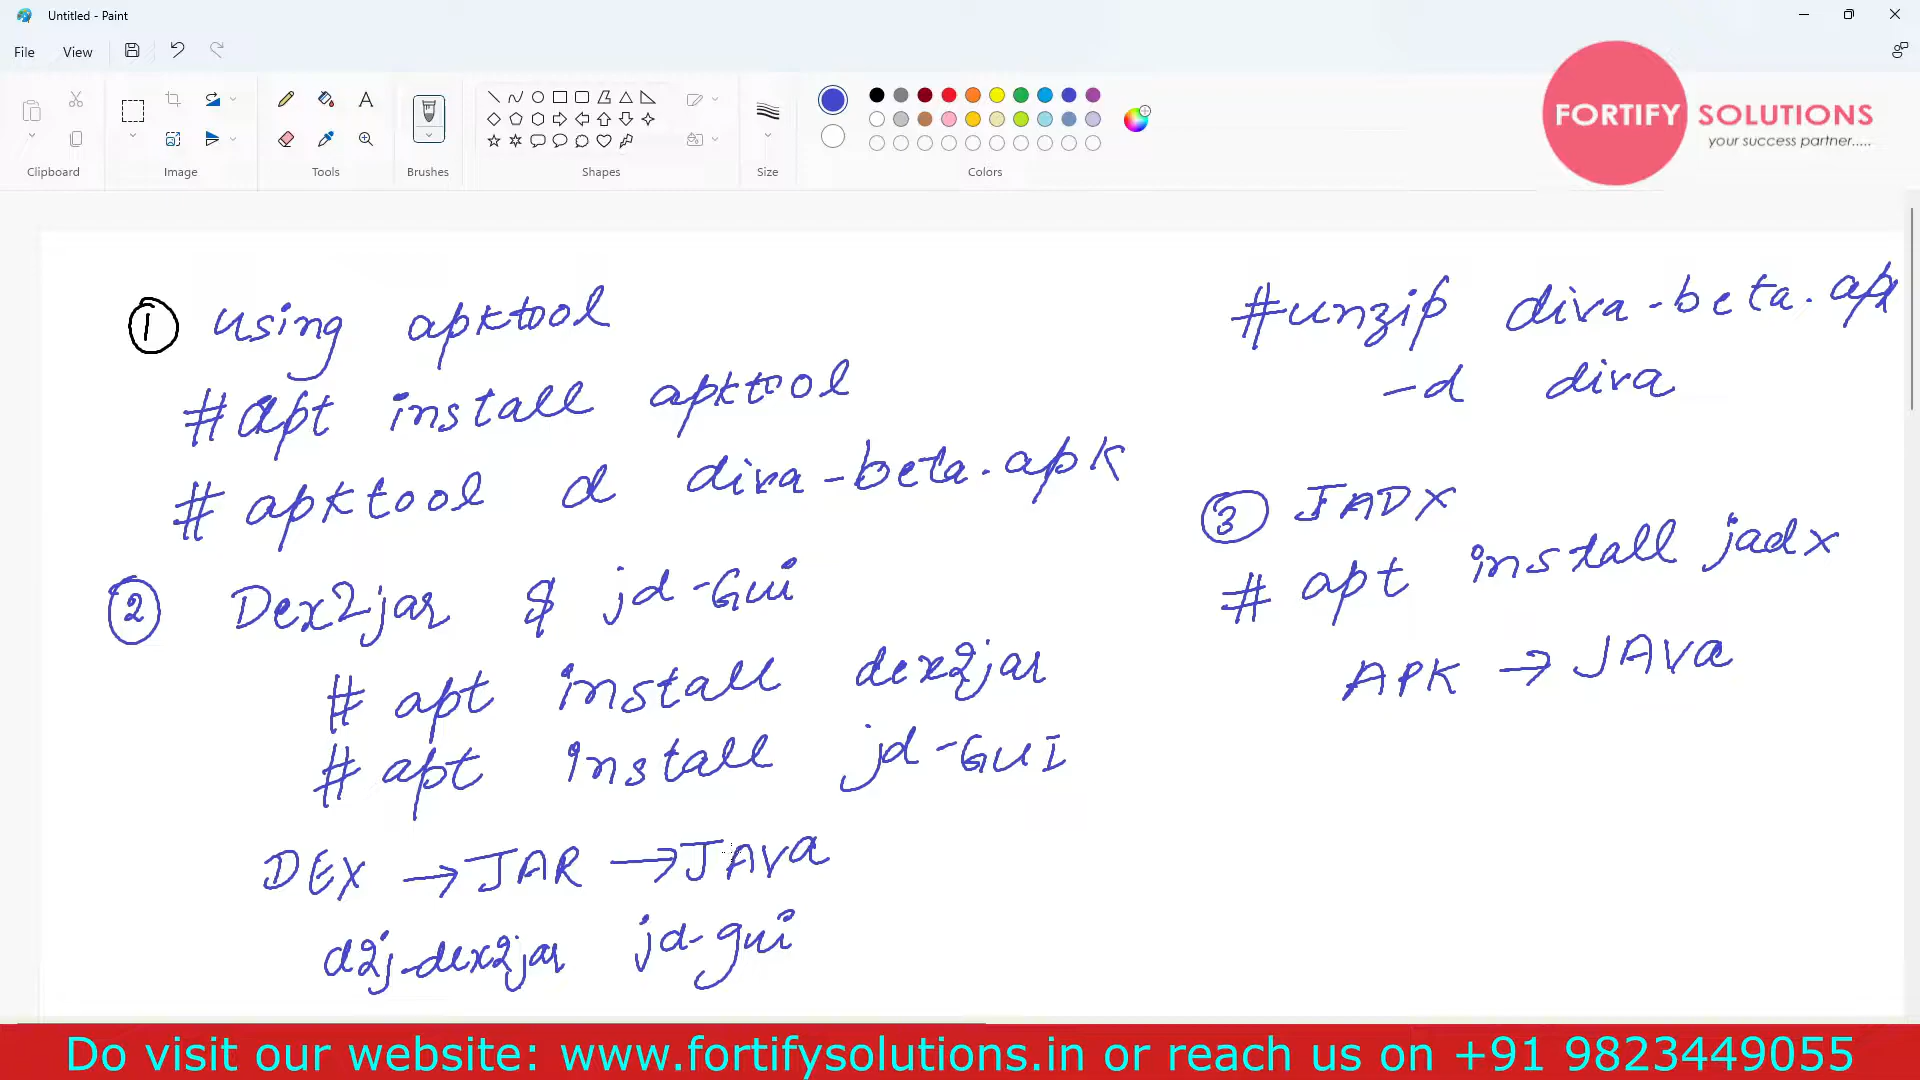 Untitled - Paint
File View
Clipboard
Image
Tools
Brushes
Shapes
Size
Colors
FORTIFY SOLUTIONS
your success partner.....
① Using apktool
#apt install apktool
# apktool d diva-beta.apk
② Dex2jar & jd-Gui
# apt install dex2jar
# apt install jd-GUI
DEX → JAR → JAVA
d2j-dex2jar jd-gui
#unzip diva-beta.apk
-d diva
③ JADX
# apt install jadx
APK → JAVA
Do visit our website: www.fortifysolutions.in or reach us on +91 9823449055